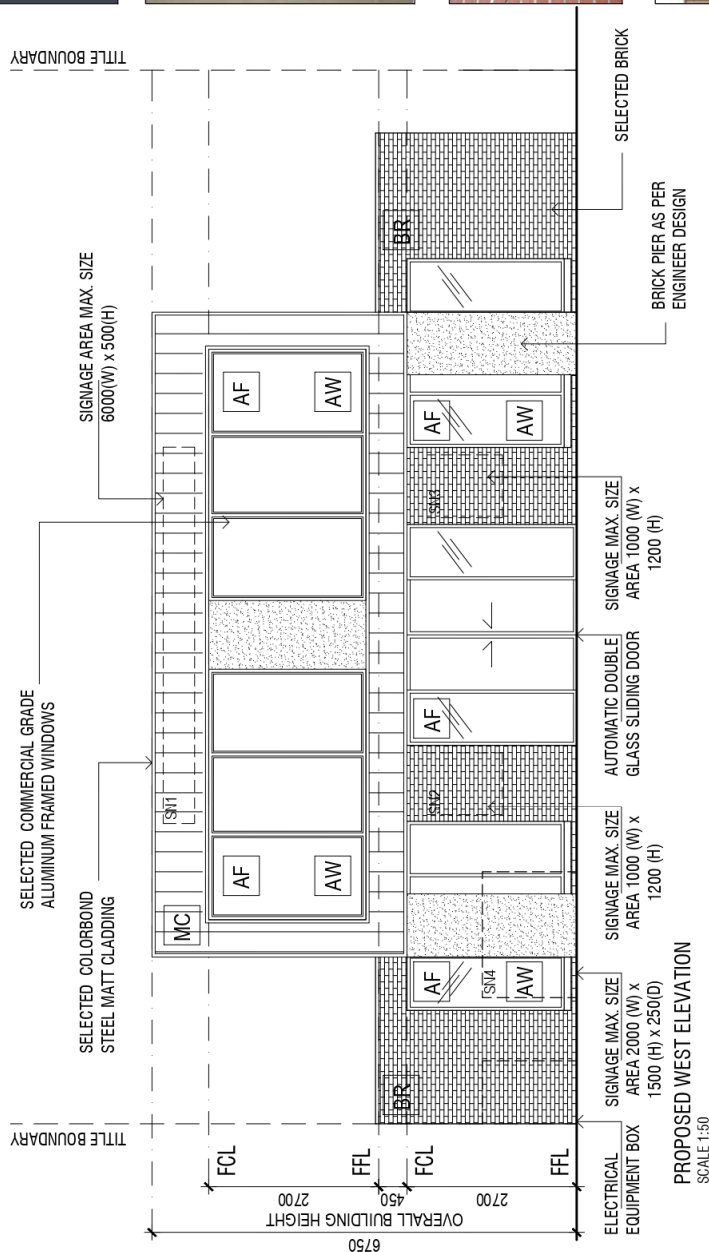 TITLE BOUNDARY
TITLE BOUNDARY
SELECTED COMMERCIAL GRADE
ALUMINUM FRAMED WINDOWS
SELECTED COLORBOND
STEEL MATT CLADDING
SIGNAGE AREA MAX. SIZE
6000(W) x 500(H)
MC
SN1
AF
AW
AF
AW
FCL
FFL
FCL
FFL
2700
450
2700
OVERALL BUILDING HEIGHT
6750
BR
BR
AF
SN4
AW
SN2
AF
SN3
AF
AW
ELECTRICAL
EQUIPMENT BOX
SIGNAGE MAX. SIZE
AREA 2000 (W) x
1500 (H) x 250(D)
SIGNAGE MAX. SIZE
AREA 1000 (W) x
1200 (H)
AUTOMATIC DOUBLE
GLASS SLIDING DOOR
SIGNAGE MAX. SIZE
AREA 1000 (W) x
1200 (H)
BRICK PIER AS PER
ENGINEER DESIGN
SELECTED BRICK
PROPOSED WEST ELEVATION
SCALE 1:50